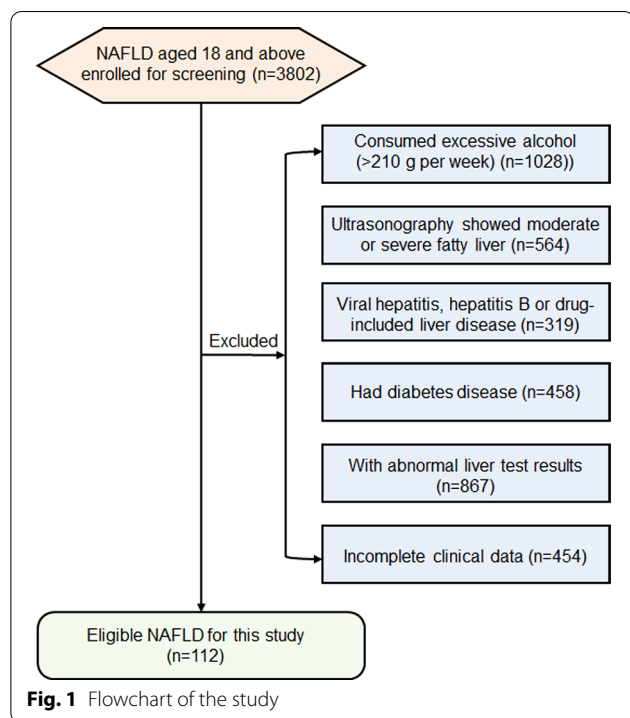 NAFLD aged 18 and above
enrolled for screening (n=3802)
Consumed excessive alcohol
(>210 g per week) (n=1028))
Ultrasonography showed moderate
or severe fatty liver (n=564)
Viral hepatitis, hepatitis B or drug-
included liver disease (n=319)
Excluded
Had diabetes disease (n=458)
With abnormal liver test results
(n=867)
Incomplete clinical data (n=454)
Eligible NAFLD for this study
(n=112)
Fig. 1 Flowchart of the study